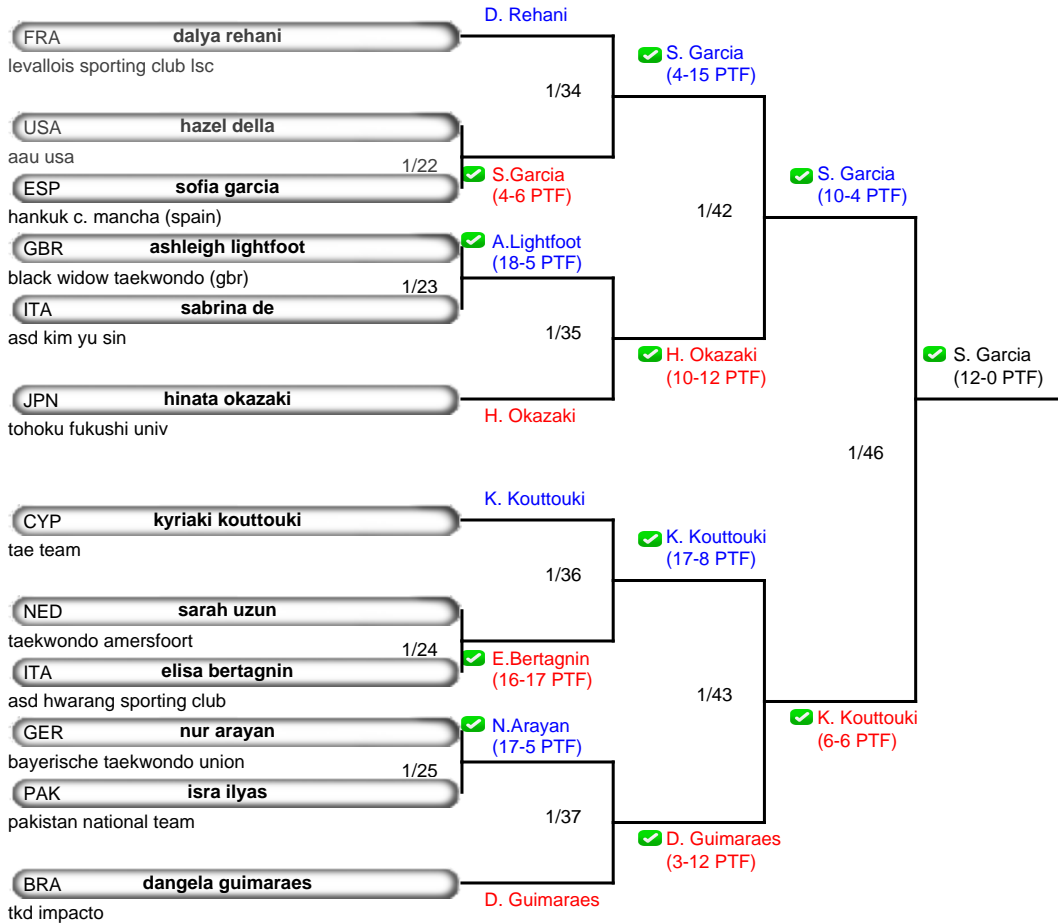 D. Rehani
FRA dalya rehani
levallois sporting club lsc
S. Garcia
(4-15 PTF)
1/34
USA hazel della
aau usa
1/22
S.Garcia
(4-6 PTF)
ESP sofia garcia
hankuk c. mancha (spain)
S. Garcia
(10-4 PTF)
1/42
GBR ashleigh lightfoot
black widow taekwondo (gbr)
A.Lightfoot
(18-5 PTF)
1/23
ITA sabrina de
asd kim yu sin
1/35
H. Okazaki
(10-12 PTF)
S. Garcia
(12-0 PTF)
JPN hinata okazaki
tohoku fukushi univ
H. Okazaki
1/46
K. Kouttouki
CYP kyriaki kouttouki
tae team
K. Kouttouki
(17-8 PTF)
1/36
NED sarah uzun
taekwondo amersfoort
1/24
E.Bertagnin
(16-17 PTF)
ITA elisa bertagnin
asd hwarang sporting club
1/43
K. Kouttouki
(6-6 PTF)
GER nur arayan
bayerische taekwondo union
N.Arayan
(17-5 PTF)
1/25
PAK isra ilyas
pakistan national team
1/37
D. Guimaraes
(3-12 PTF)
BRA dangela guimaraes
tkd impacto
D. Guimaraes